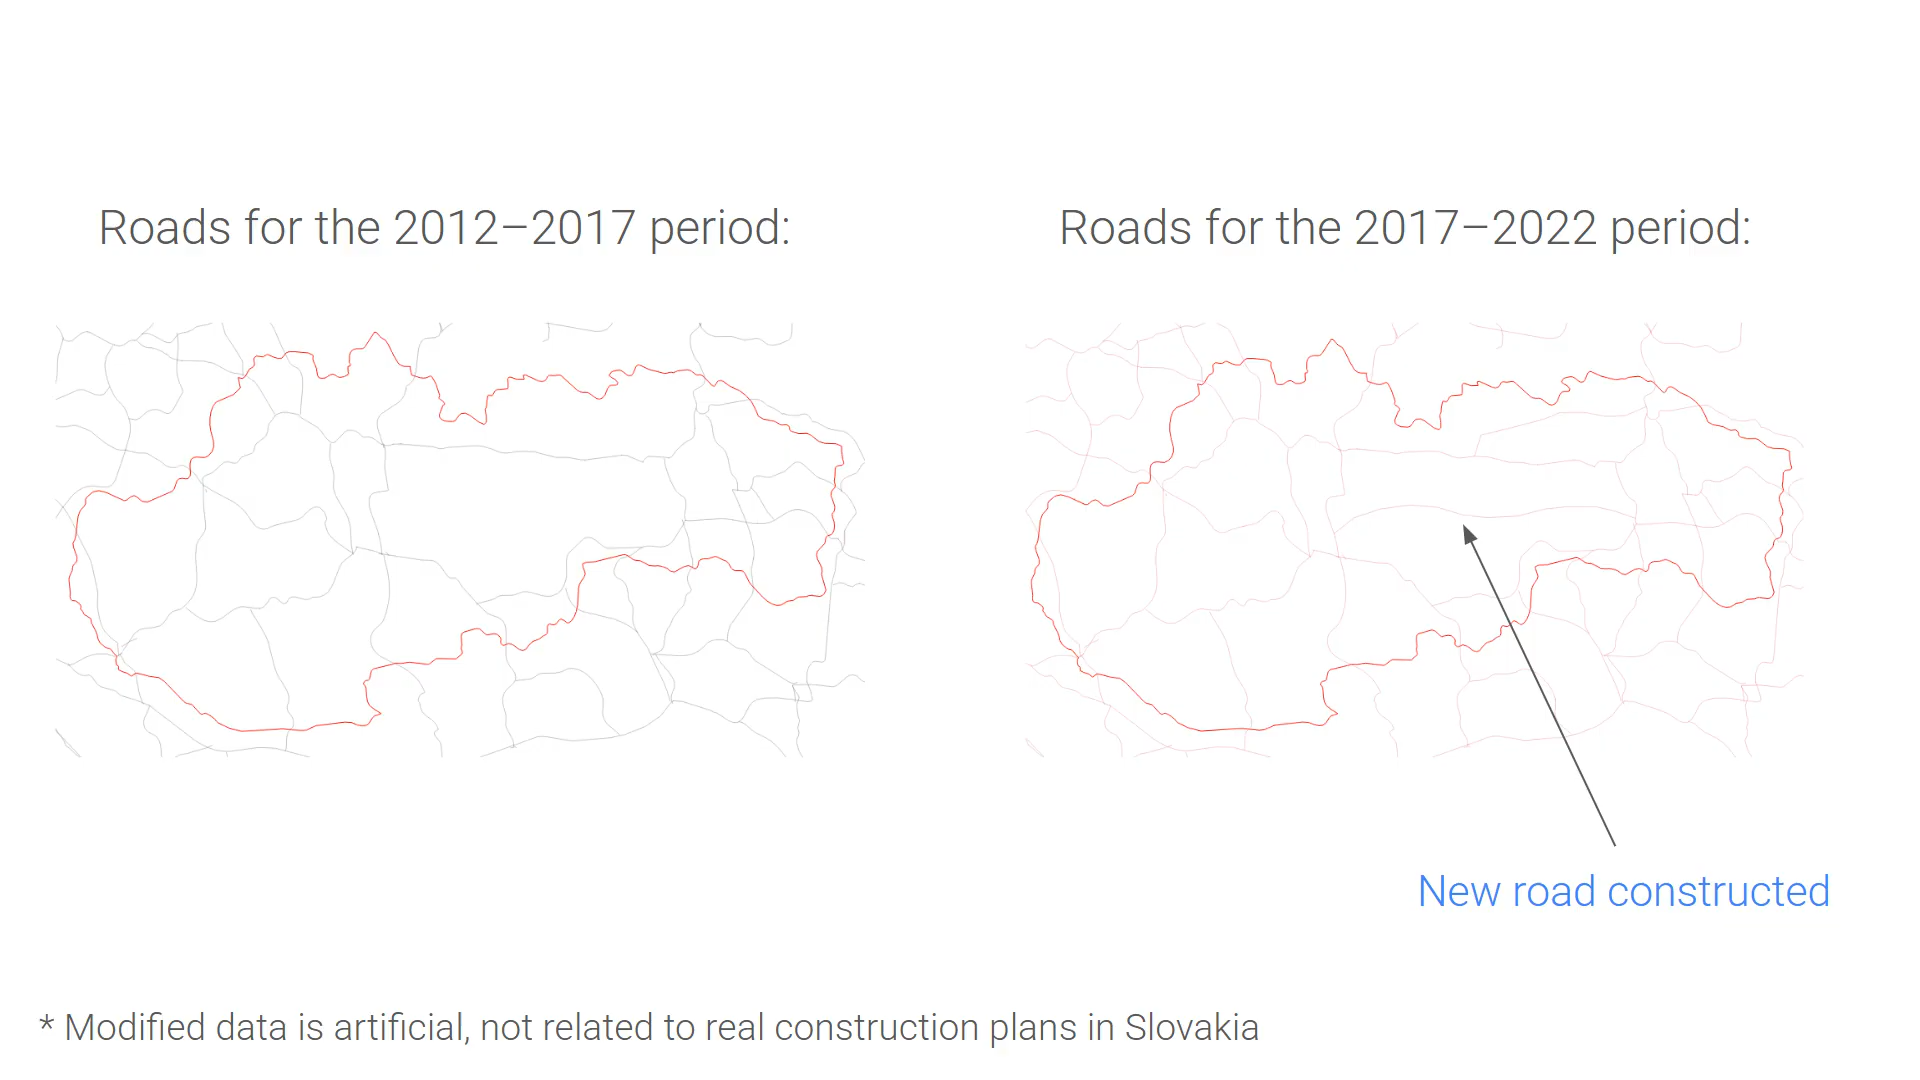 Roads for the 2012–2017 period:
Roads for the 2017–2022 period:
New road constructed
* Modified data is artificial, not related to real construction plans in Slovakia